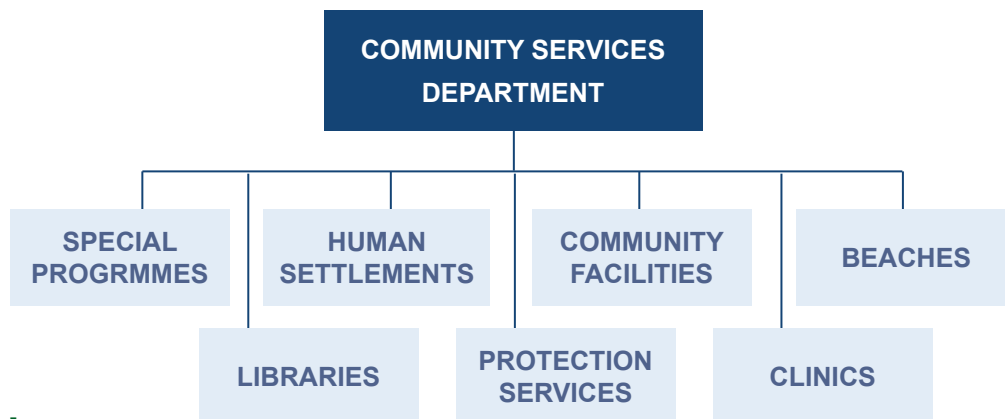 COMMUNITY SERVICES
DEPARTMENT
SPECIAL
PROGRMMES
HUMAN
SETTLEMENTS
COMMUNITY
FACILITIES
BEACHES
LIBRARIES
PROTECTION
SERVICES
CLINICS